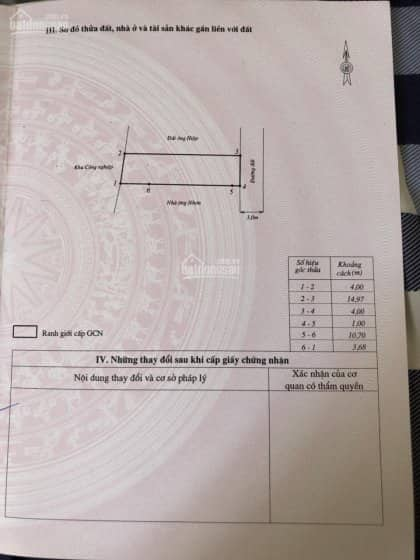 III. Sơ đồ thửa đất, nhà ở và tài sản khác gắn liền với đất
Đất ông Hiệp
2
3
Khu Công nghiệp
Đường đất
1
6
5
4
Nhà ông Nhơn
3.0m
batdongsan
Số hiệu góc thửa
Khoảng cách (m)
1 - 2 4,00
2 - 3 14,97
3 - 4 4,00
4 - 5 1,00
5 - 6 10,70
6 - 1 3,68
Ranh giới cấp GCN
IV. Những thay đổi sau khi cấp giấy chứng nhận
Nội dung thay đổi và cơ sở pháp lý
Xác nhận của cơ
quan có thẩm quyền